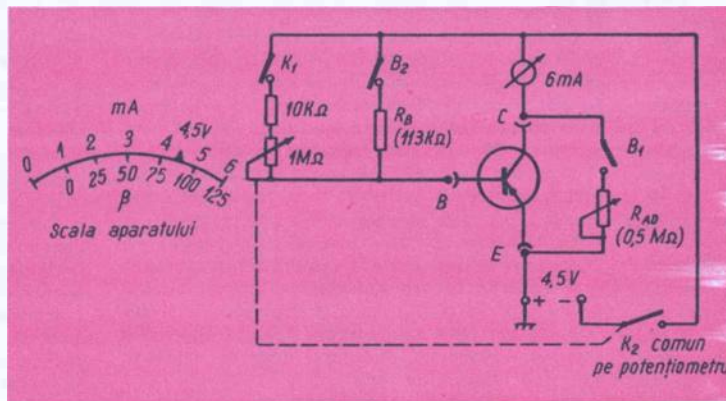 mA
0 1 2 3 4 4,5V 5 6
0 25 50 75 100 125
β
Scala aparatului
K1
10KΩ
1MΩ
B2
RB
(113KΩ)
6mA
C
B
E
B1
RAD
(0,5 MΩ)
4,5V
+ -
K2 comun
pe potențiometru